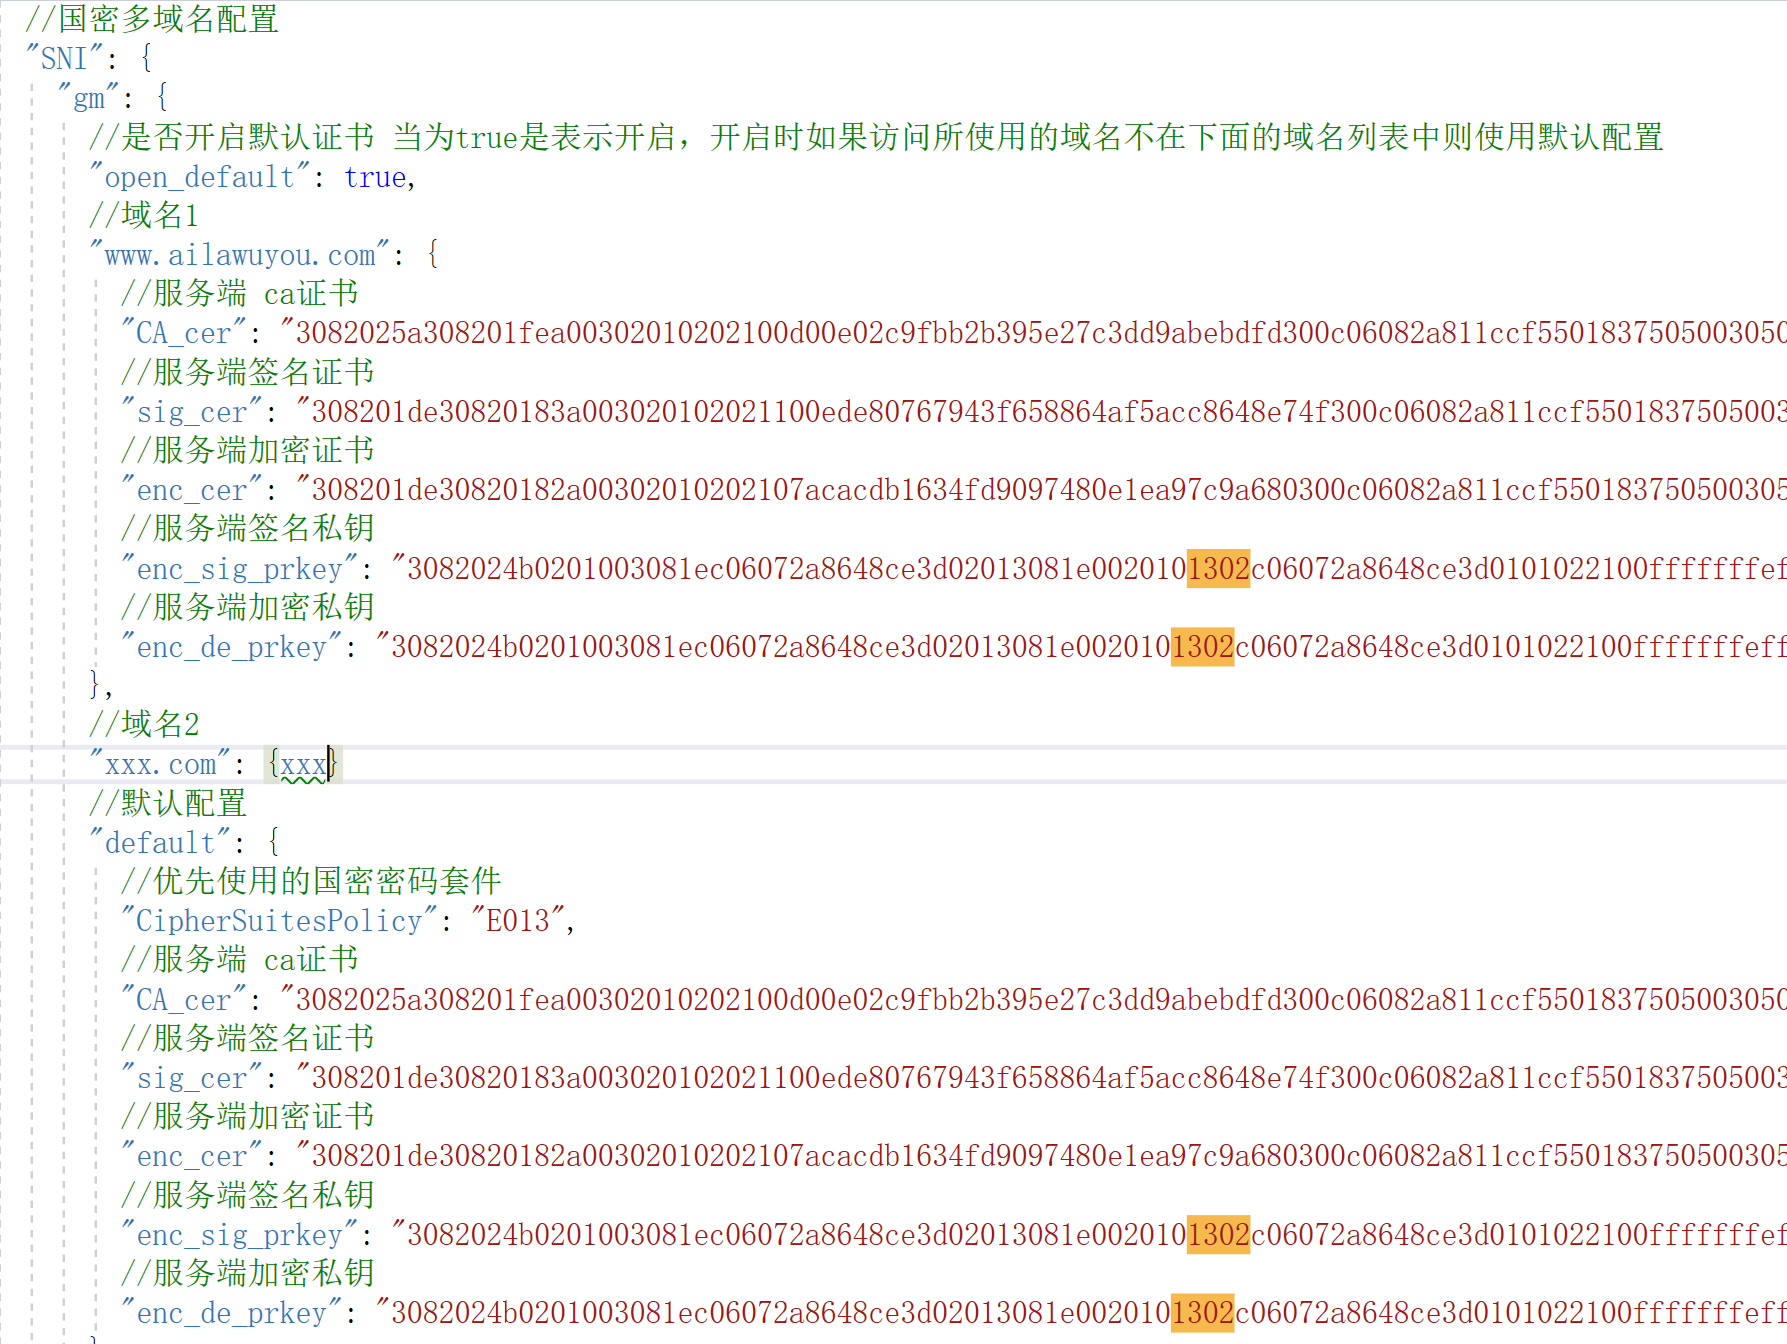 //国密多域名配置
"SNI": {
"gm": {
//是否开启默认证书 当为true是表示开启，开启时如果访问所使用的域名不在下面的域名列表中则使用默认配置
"open_default": true,
//域名1
"www.ailawuyou.com": {
//服务端 ca证书
"CA_cer": "3082025a308201fea00302010202100d00e02c9fbb2b395e27c3dd9abebdfd300c06082a811ccf5501837505003050
//服务端签名证书
"sig_cer": "308201de30820183a003020102021100ede80767943f658864af5acc8648e74f300c06082a811ccf5501837505003
//服务端加密证书
"enc_cer": "308201de30820182a00302010202107acacdb1634fd9097480e1ea97c9a680300c06082a811ccf550183750500305
//服务端签名私钥
"enc_sig_prkey": "3082024b0201003081ec06072a8648ce3d02013081e0020101302c06072a8648ce3d0101022100fffffffef
//服务端加密私钥
"enc_de_prkey": "3082024b0201003081ec06072a8648ce3d02013081e0020101302c06072a8648ce3d0101022100fffffffeff
},
//域名2
"xxx.com": {xxx}
//默认配置
"default": {
//优先使用的国密密码套件
"CipherSuitesPolicy": "E013",
//服务端 ca证书
"CA_cer": "3082025a308201fea00302010202100d00e02c9fbb2b395e27c3dd9abebdfd300c06082a811ccf5501837505003050
//服务端签名证书
"sig_cer": "308201de30820183a003020102021100ede80767943f658864af5acc8648e74f300c06082a811ccf5501837505003
//服务端加密证书
"enc_cer": "308201de30820182a00302010202107acacdb1634fd9097480e1ea97c9a680300c06082a811ccf550183750500305
//服务端签名私钥
"enc_sig_prkey": "3082024b0201003081ec06072a8648ce3d02013081e0020101302c06072a8648ce3d0101022100fffffffef
//服务端加密私钥
"enc_de_prkey": "3082024b0201003081ec06072a8648ce3d02013081e0020101302c06072a8648ce3d0101022100fffffffeff